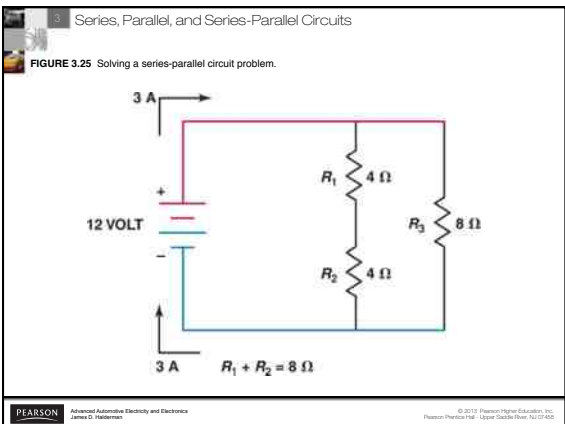 3 Series, Parallel, and Series-Parallel Circuits
FIGURE 3.25 Solving a series-parallel circuit problem.
3 A
R₁ 4 Ω
+
12 VOLT
R₃ 8 Ω
–
R₂ 4 Ω
3 A R₁ + R₂ = 8 Ω
PEARSON
Advanced Automotive Electricity and Electronics
James D. Halderman
© 2013 Pearson Higher Education, Inc.
Pearson Prentice Hall - Upper Saddle River, NJ 07458